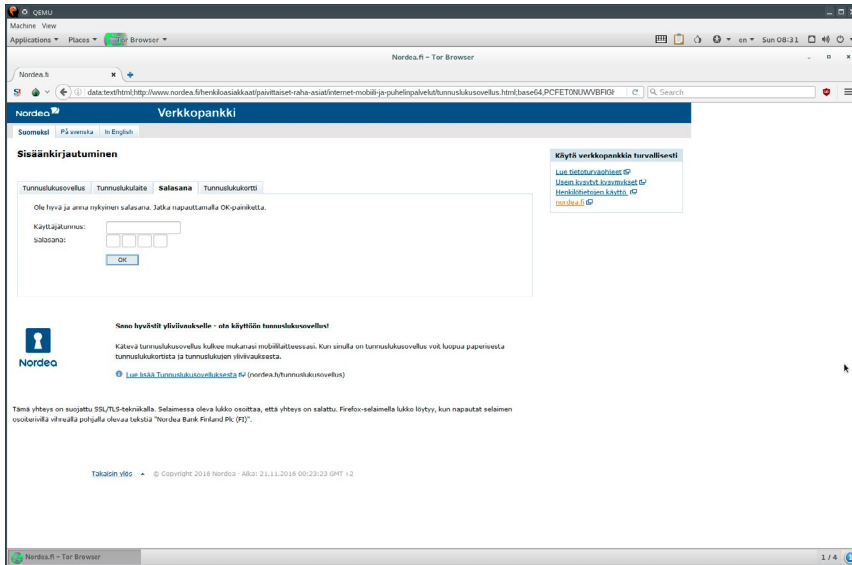 QEMU
Machine View
Applications Places Tor Browser en Sun 08:31
Nordea.fi – Tor Browser
Nordea.fi
data:text/html;http://www.nordea.fi/henkiloasiakkaat/paivittaiset-raha-asiat/internet-mobiili-ja-puhelinpalvelut/tunnuslukusovellus.html;base64,PCFET0NUWVBFIGh Search
Nordea Verkkopankki
Suomeksi På svenska In English
Sisäänkirjautuminen
Käytä verkkopankkia turvallisesti
Lue tietoturvaohjeet
Usein kysytyt kysymykset
Henkilötietojen käyttö
nordea.fi
Tunnuslukusovellus Tunnuslukulaite Salasana Tunnuslukukortti
Ole hyvä ja anna nykyinen salasana. Jatka napauttamalla OK-painiketta.
Käyttäjätunnus:
Salasana:
OK
Sano hyvästit yliviivaukselle - ota käyttöön tunnuslukusovellus!
Kätevä tunnuslukusovellus kulkee mukanasi mobiililaitteessasi. Kun sinulla on tunnuslukusovellus voit luopua paperisesta
tunnuslukukortista ja tunnuslukujen yliviivauksesta.
Nordea
Lue lisää Tunnuslukusovelluksesta (nordea.fi/tunnuslukusovellus)
Tämä yhteys on suojattu SSL/TLS-tekniikalla. Selaimessa oleva lukko osoittaa, että yhteys on salattu. Firefox-selaimella lukko löytyy, kun napautat selaimen
osoiterivillä vihreällä pohjalla olevaa tekstiä "Nordea Bank Finland Plc (FI)".
Takaisin ylös © Copyright 2016 Nordea - Aika: 21.11.2016 00:23:23 GMT +2
Nordea.fi – Tor Browser 1 / 4